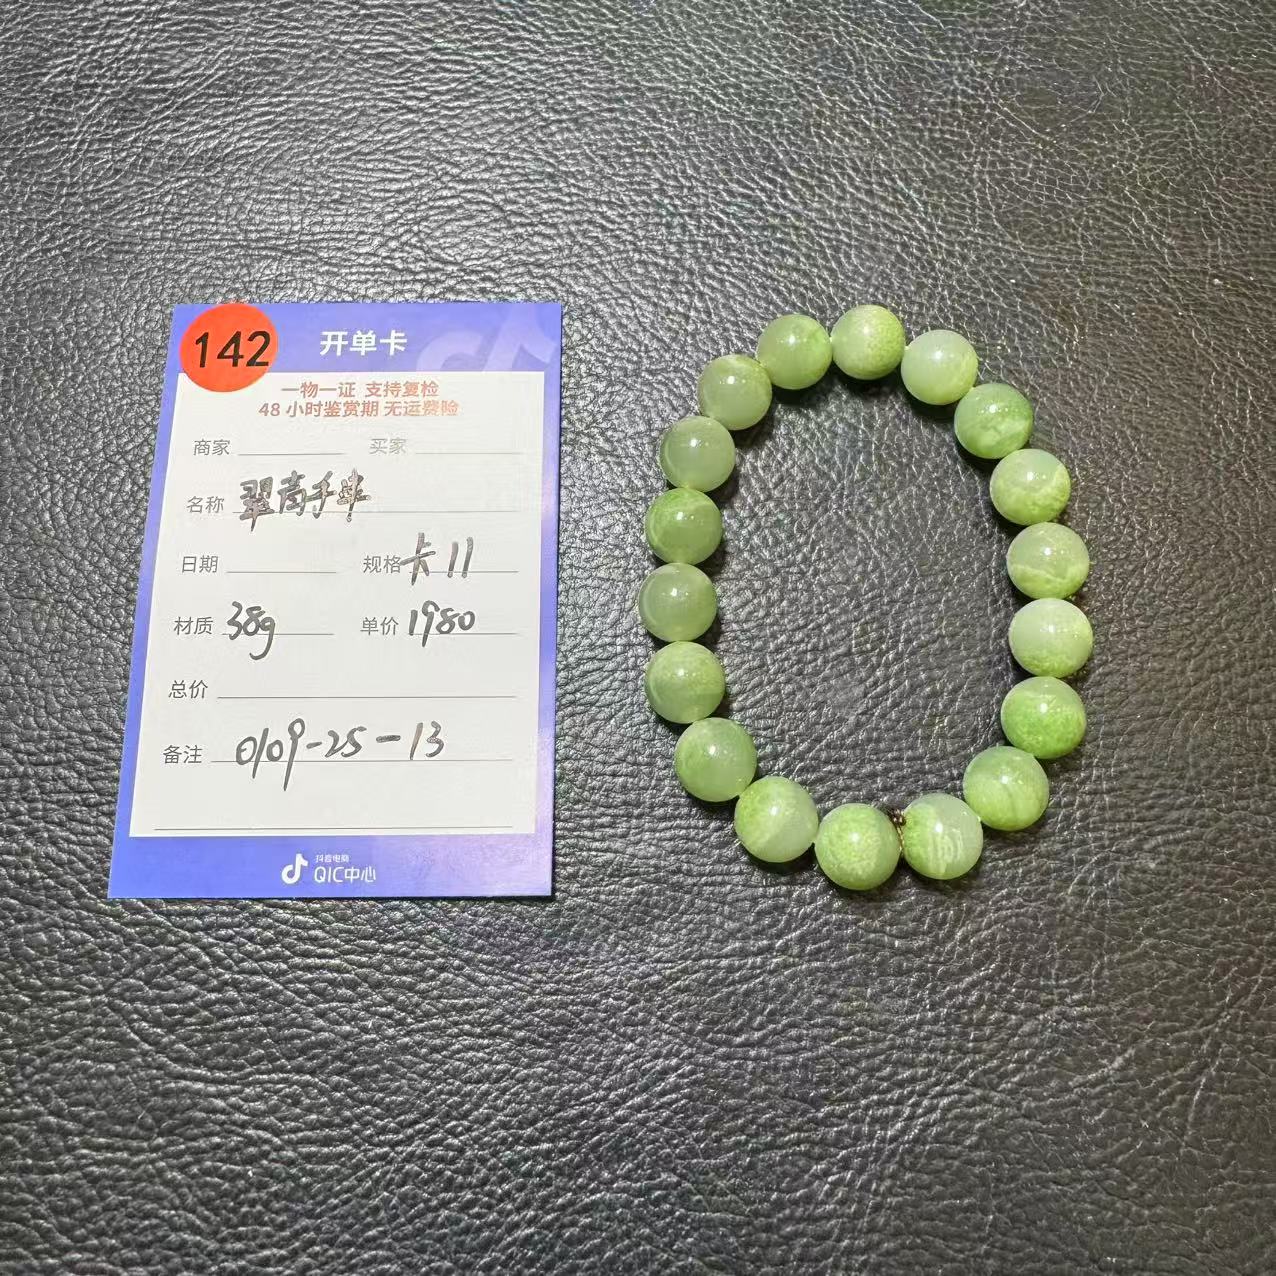 142
开单卡
一物一证 支持复检
48 小时鉴赏期 无运费险
商家 买家
名称 翠高手串
日期 规格 卡11
材质 38g 单价 1980
总价
备注 0109-25-13
抖音电商
QIC中心